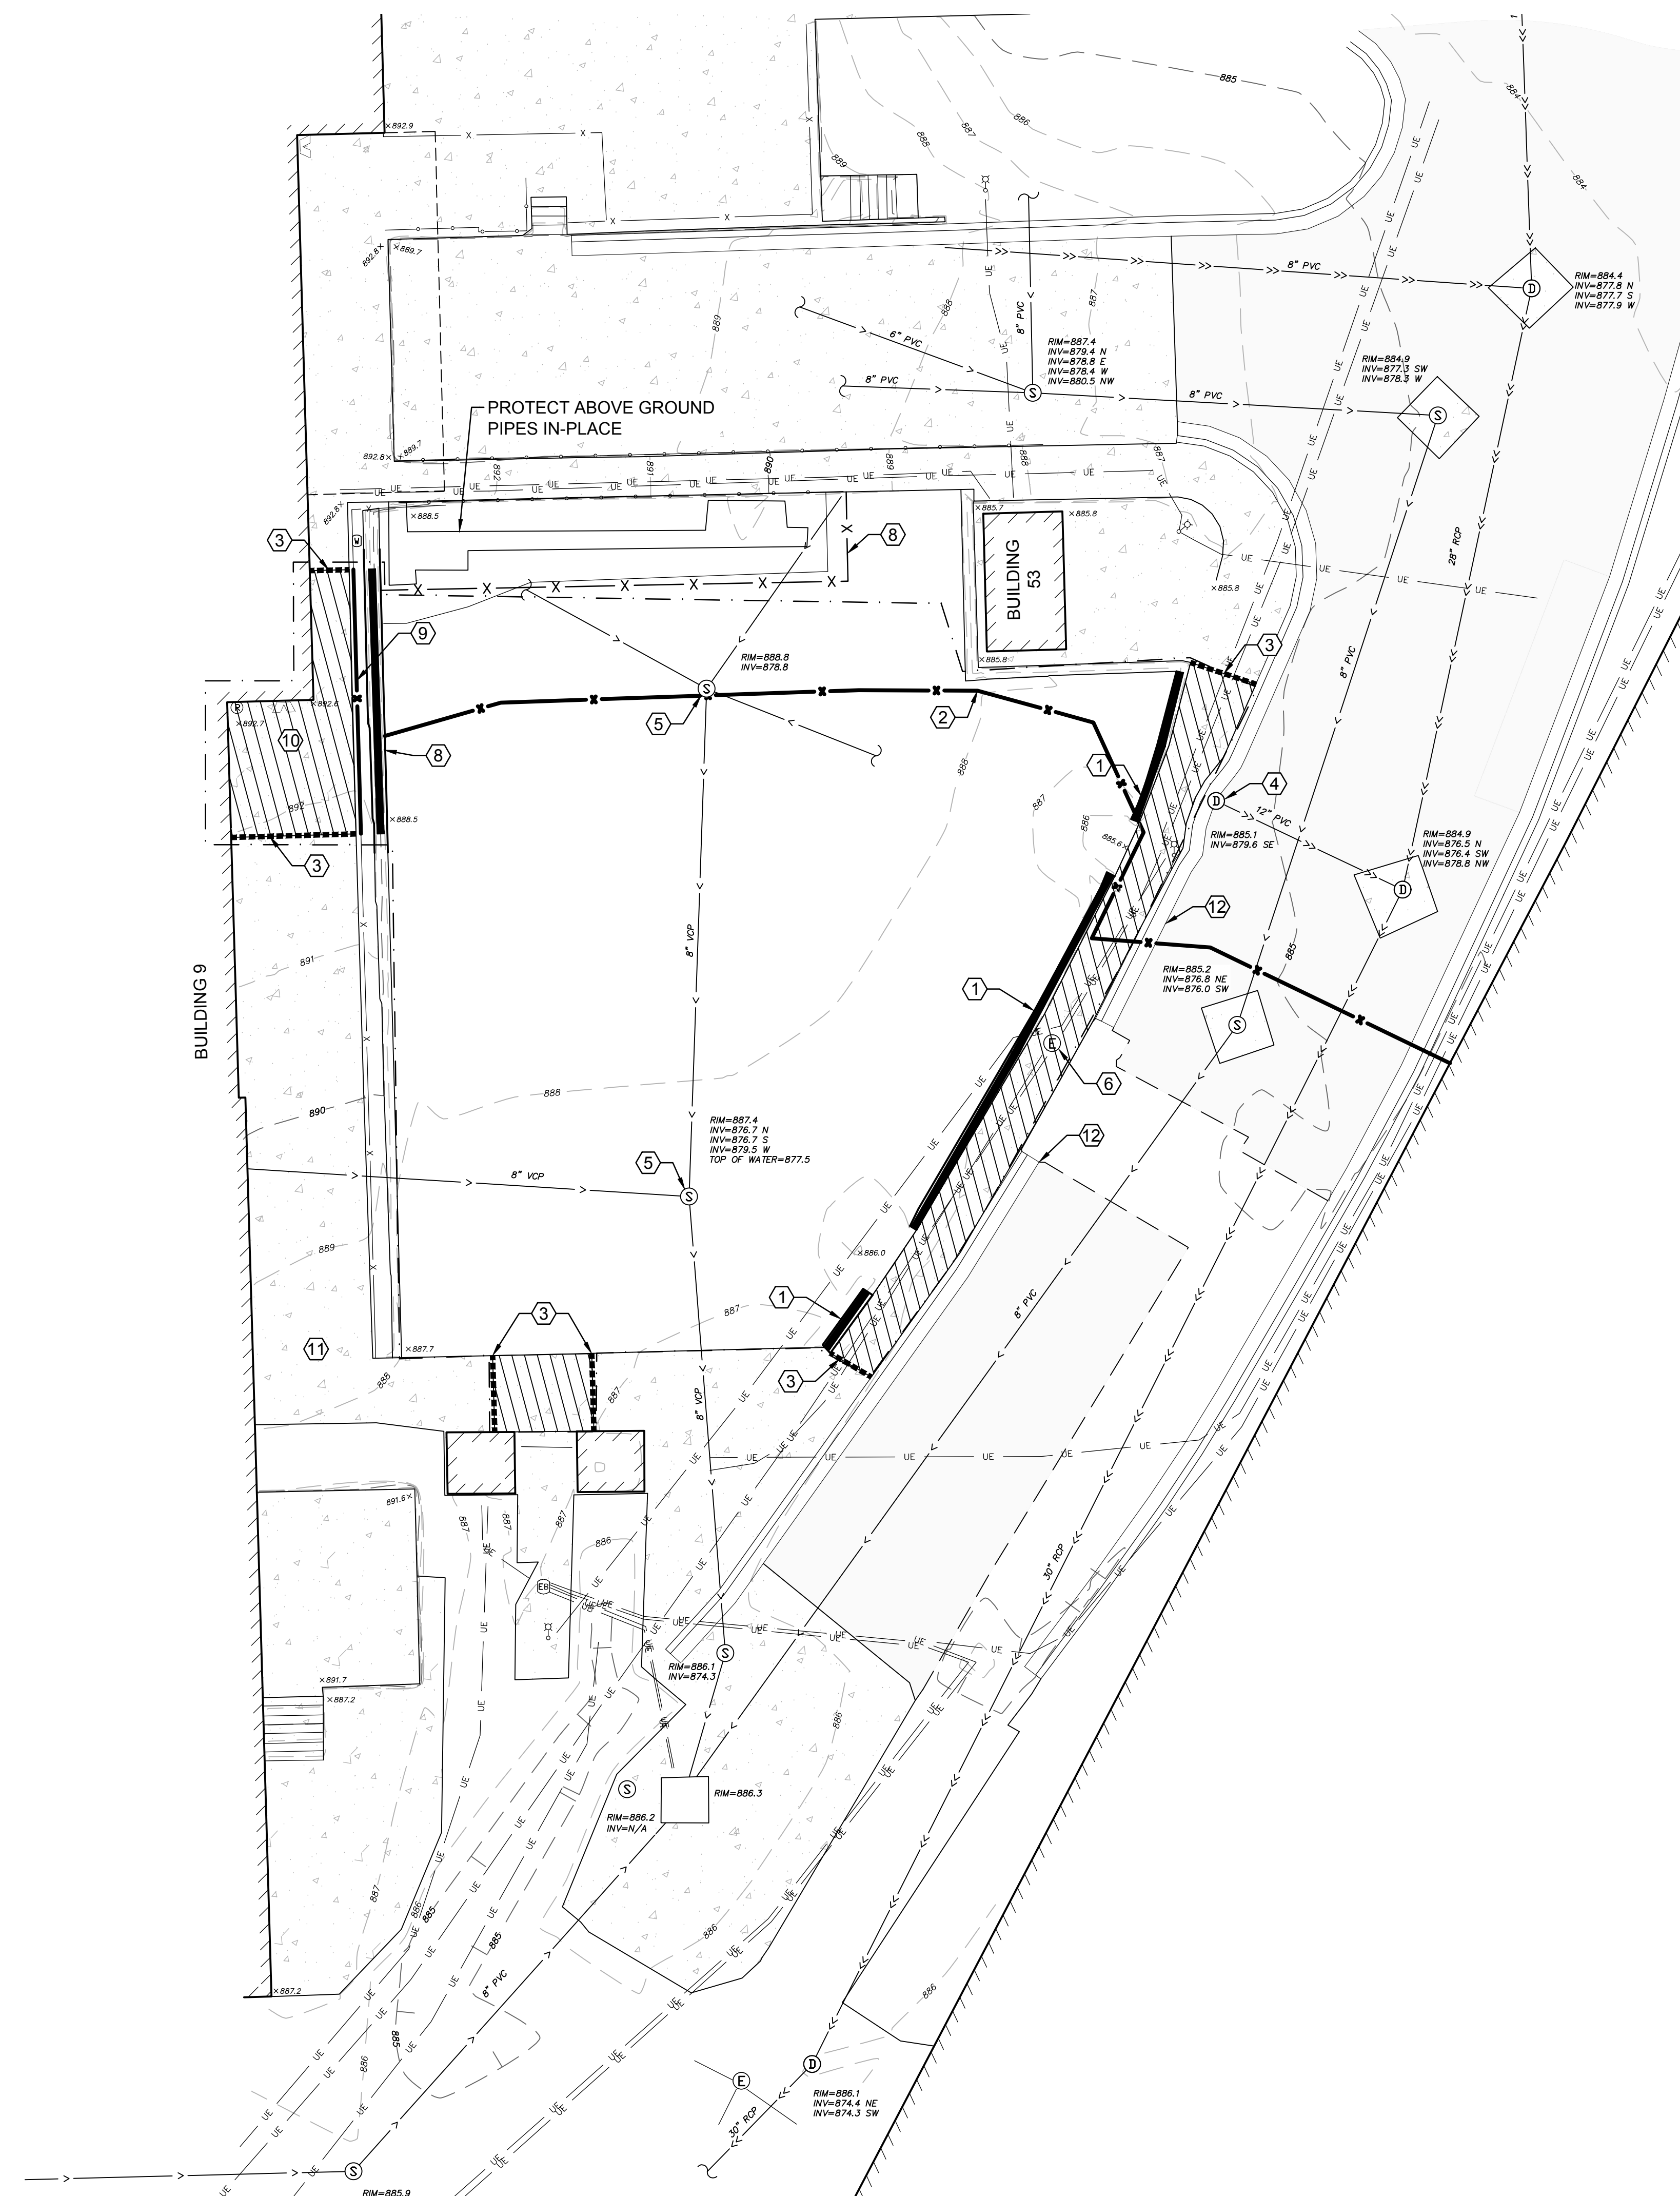 885
884
884
886
887
888
889
×892.9
X
X
X
X
X
892.8×
×889.7
UE
8" PVC
RIM=884.4
INV=877.8 N
INV=877.7 S
INV=877.9 W
D
889
888
887
6" PVC
8" PVC
RIM=887.4
INV=879.4 N
INV=878.8 E
INV=878.4 W
INV=880.5 NW
8" PVC
S
8" PVC
RIM=884.9
INV=877.3 SW
INV=878.3 W
S
PROTECT ABOVE GROUND
PIPES IN-PLACE
892.8×
×889.7
892
891
890
889
888
887
892.8×
×888.5
×885.7
×885.8
BUILDING
53
×885.8
×885.8
28" RCP
3
W
8
9
3
RIM=888.8
INV=878.8
S
5
2
8" PVC
R
×892.7
×892.6
10
8
892
×888.5
3
888
887
886
885.6×
1
D
4
12" PVC
RIM=885.1
INV=879.6 SE
RIM=884.9
INV=876.5 N
INV=876.4 SW
INV=878.8 NW
D
12
885
8" VCP
891
BUILDING 9
1
RIM=885.2
INV=876.8 NE
INV=876.0 SW
S
E
6
888
890
RIM=887.4
INV=876.7 N
INV=876.7 S
INV=879.5 W
TOP OF WATER=877.5
12
5
8" VCP
S
889
×886.0
1
887
8" PVC
3
11
×887.7
888
887
3
8" VCP
UE
891.6×
887
887
887
886
EB
30" RCP
S
RIM=886.1
INV=874.3
×891.7
×887.2
886
S
RIM=886.2
INV=N/A
RIM=886.3
887
886
885
885
886
8" PVC
×887.2
885
886
886
D
E
RIM=886.1
INV=874.4 NE
INV=874.3 SW
30" RCP
S
RIM=885.9